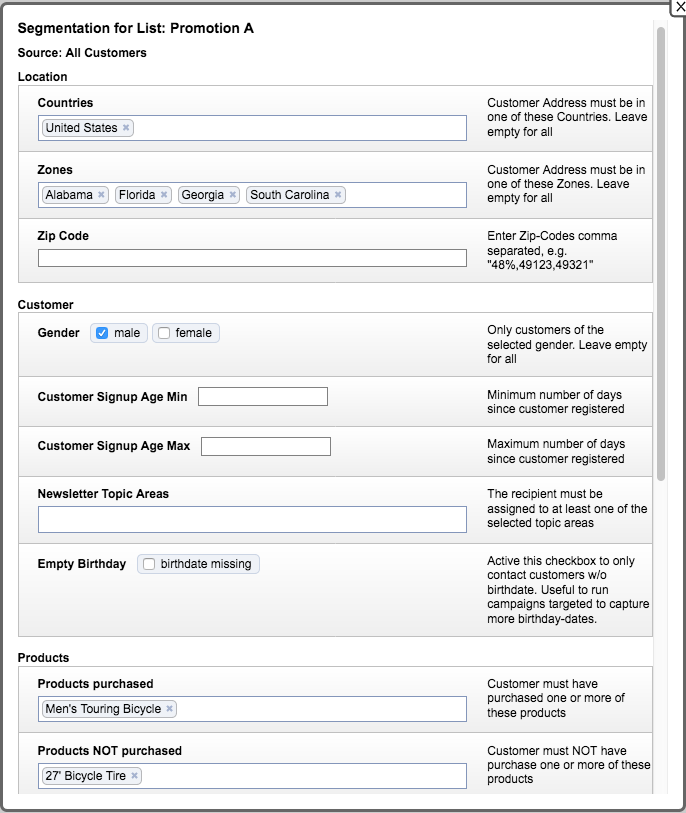 X
Segmentation for List: Promotion A
Source: All Customers
Location
Countries
United States ×
Customer Address must be in
one of these Countries. Leave
empty for all
Zones
Alabama × Florida × Georgia × South Carolina ×
Customer Address must be in
one of these Zones. Leave
empty for all
Zip Code
Enter Zip-Codes comma
separated, e.g.
"48%,49123,49321"
Customer
Gender male female
Only customers of the
selected gender. Leave empty
for all
Customer Signup Age Min
Minimum number of days
since customer registered
Customer Signup Age Max
Maximum number of days
since customer registered
Newsletter Topic Areas
The recipient must be
assigned to at least one of the
selected topic areas
Empty Birthday birthdate missing
Active this checkbox to only
contact customers w/o
birthdate. Useful to run
campaigns targeted to capture
more birthday-dates.
Products
Products purchased
Men's Touring Bicycle ×
Customer must have
purchased one or more of
these products
Products NOT purchased
27' Bicycle Tire ×
Customer must NOT have
purchase one or more of these
products